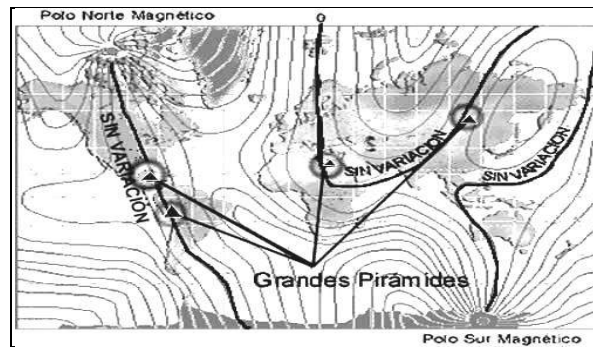 Polo Norte Magnético
0
SIN VARIACIÓN
SIN VARIACIÓN
SIN VARIACIÓN
Grandes Pirámides
Polo Sur Magnético